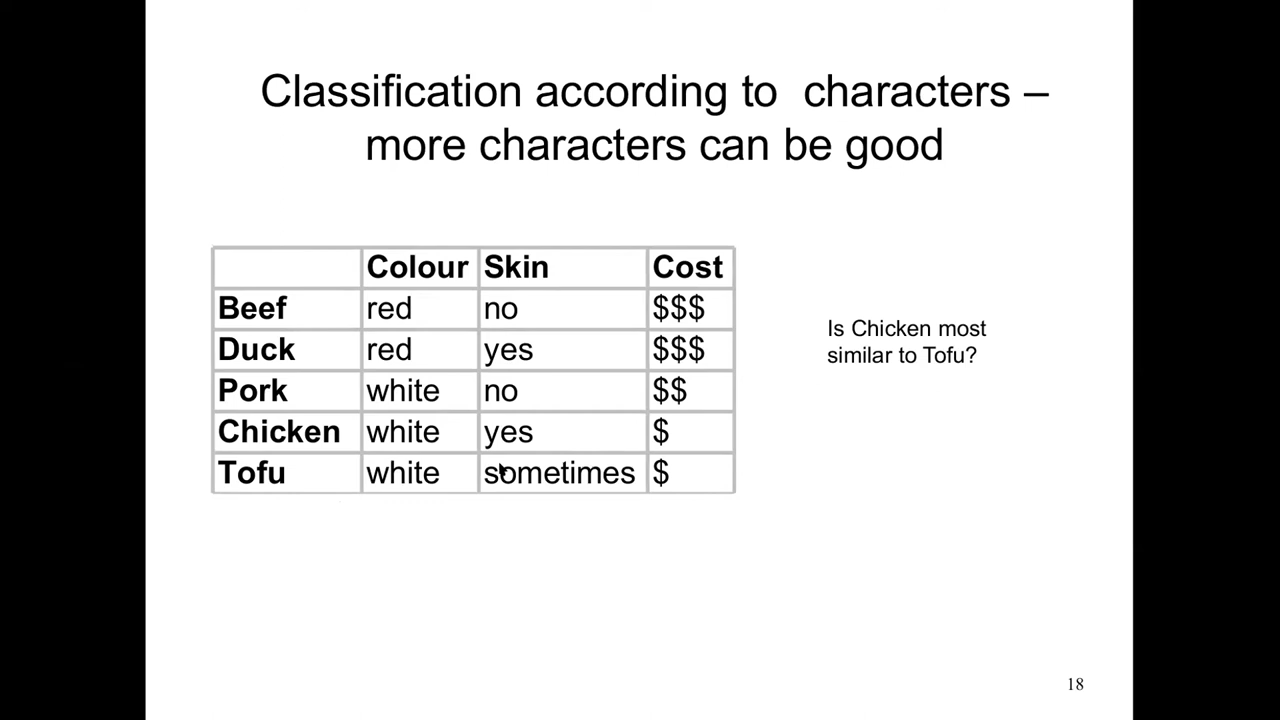 Classification according to  characters –
more characters can be good
Colour Skin Cost
Beef red no $$$
Duck red yes $$$
Pork white no $$
Chicken white yes $
Tofu white sometimes $
Is Chicken most
similar to Tofu?
18